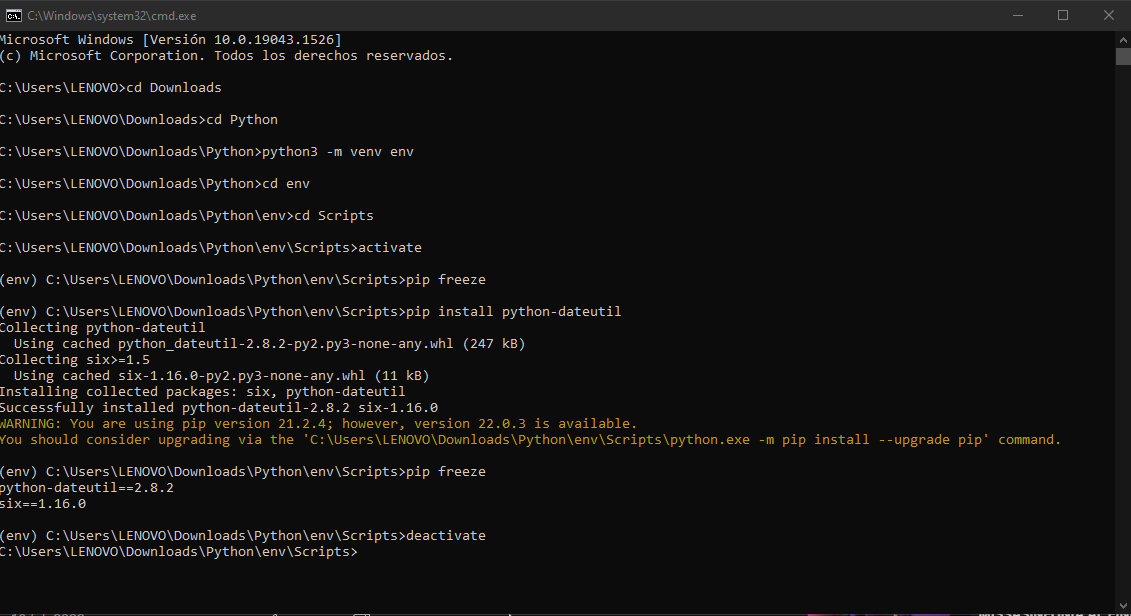 C:\Windows\system32\cmd.exe
Microsoft Windows [Versión 10.0.19043.1526]
(c) Microsoft Corporation. Todos los derechos reservados.
C:\Users\LENOVO>cd Downloads
C:\Users\LENOVO\Downloads>cd Python
C:\Users\LENOVO\Downloads\Python>python3 -m venv env
C:\Users\LENOVO\Downloads\Python>cd env
C:\Users\LENOVO\Downloads\Python\env>cd Scripts
C:\Users\LENOVO\Downloads\Python\env\Scripts>activate
(env) C:\Users\LENOVO\Downloads\Python\env\Scripts>pip freeze
(env) C:\Users\LENOVO\Downloads\Python\env\Scripts>pip install python-dateutil
Collecting python-dateutil
  Using cached python_dateutil-2.8.2-py2.py3-none-any.whl (247 kB)
Collecting six>=1.5
  Using cached six-1.16.0-py2.py3-none-any.whl (11 kB)
Installing collected packages: six, python-dateutil
Successfully installed python-dateutil-2.8.2 six-1.16.0
WARNING: You are using pip version 21.2.4; however, version 22.0.3 is available.
You should consider upgrading via the 'C:\Users\LENOVO\Downloads\Python\env\Scripts\python.exe -m pip install --upgrade pip' command.
(env) C:\Users\LENOVO\Downloads\Python\env\Scripts>pip freeze
python-dateutil==2.8.2
six==1.16.0
(env) C:\Users\LENOVO\Downloads\Python\env\Scripts>deactivate
C:\Users\LENOVO\Downloads\Python\env\Scripts>